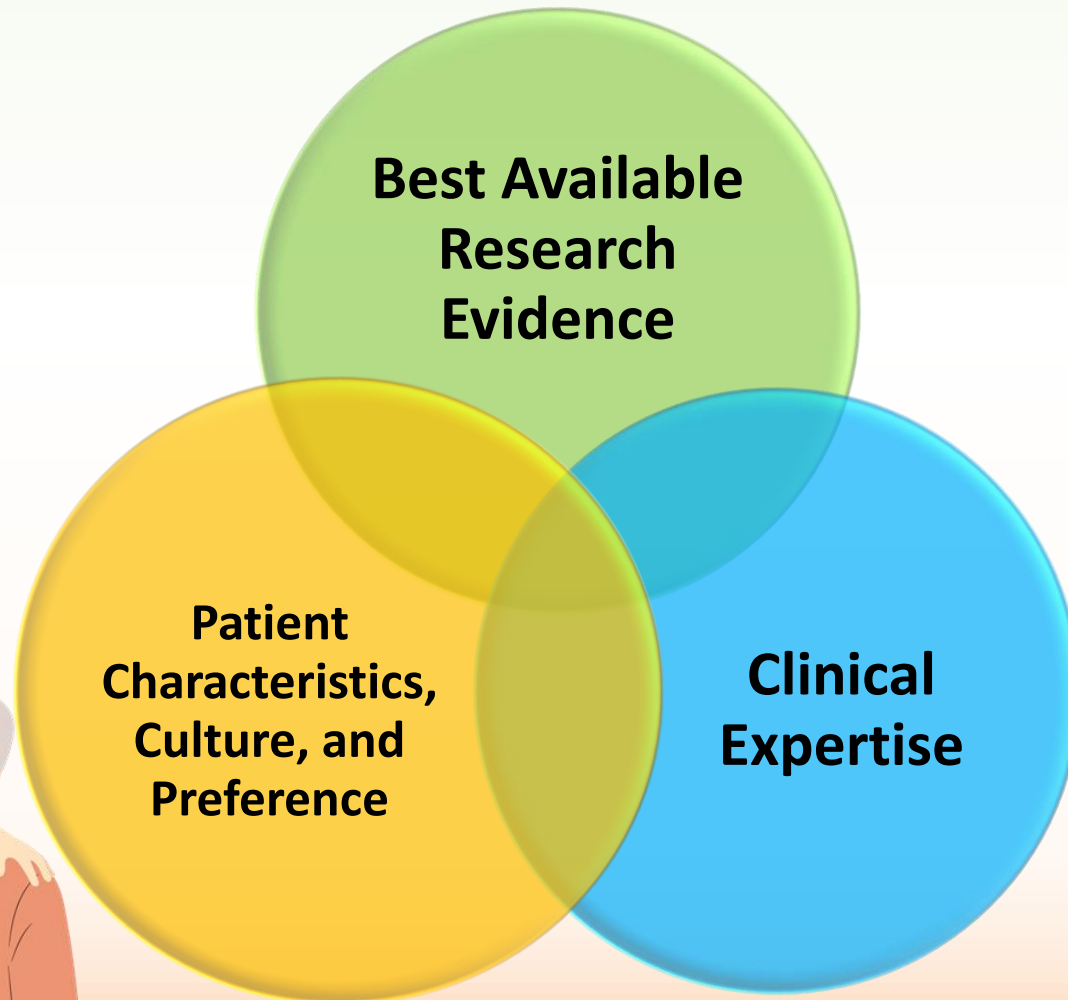 Best Available
Research
Evidence
Patient
Characteristics,
Culture, and
Preference
Clinical
Expertise